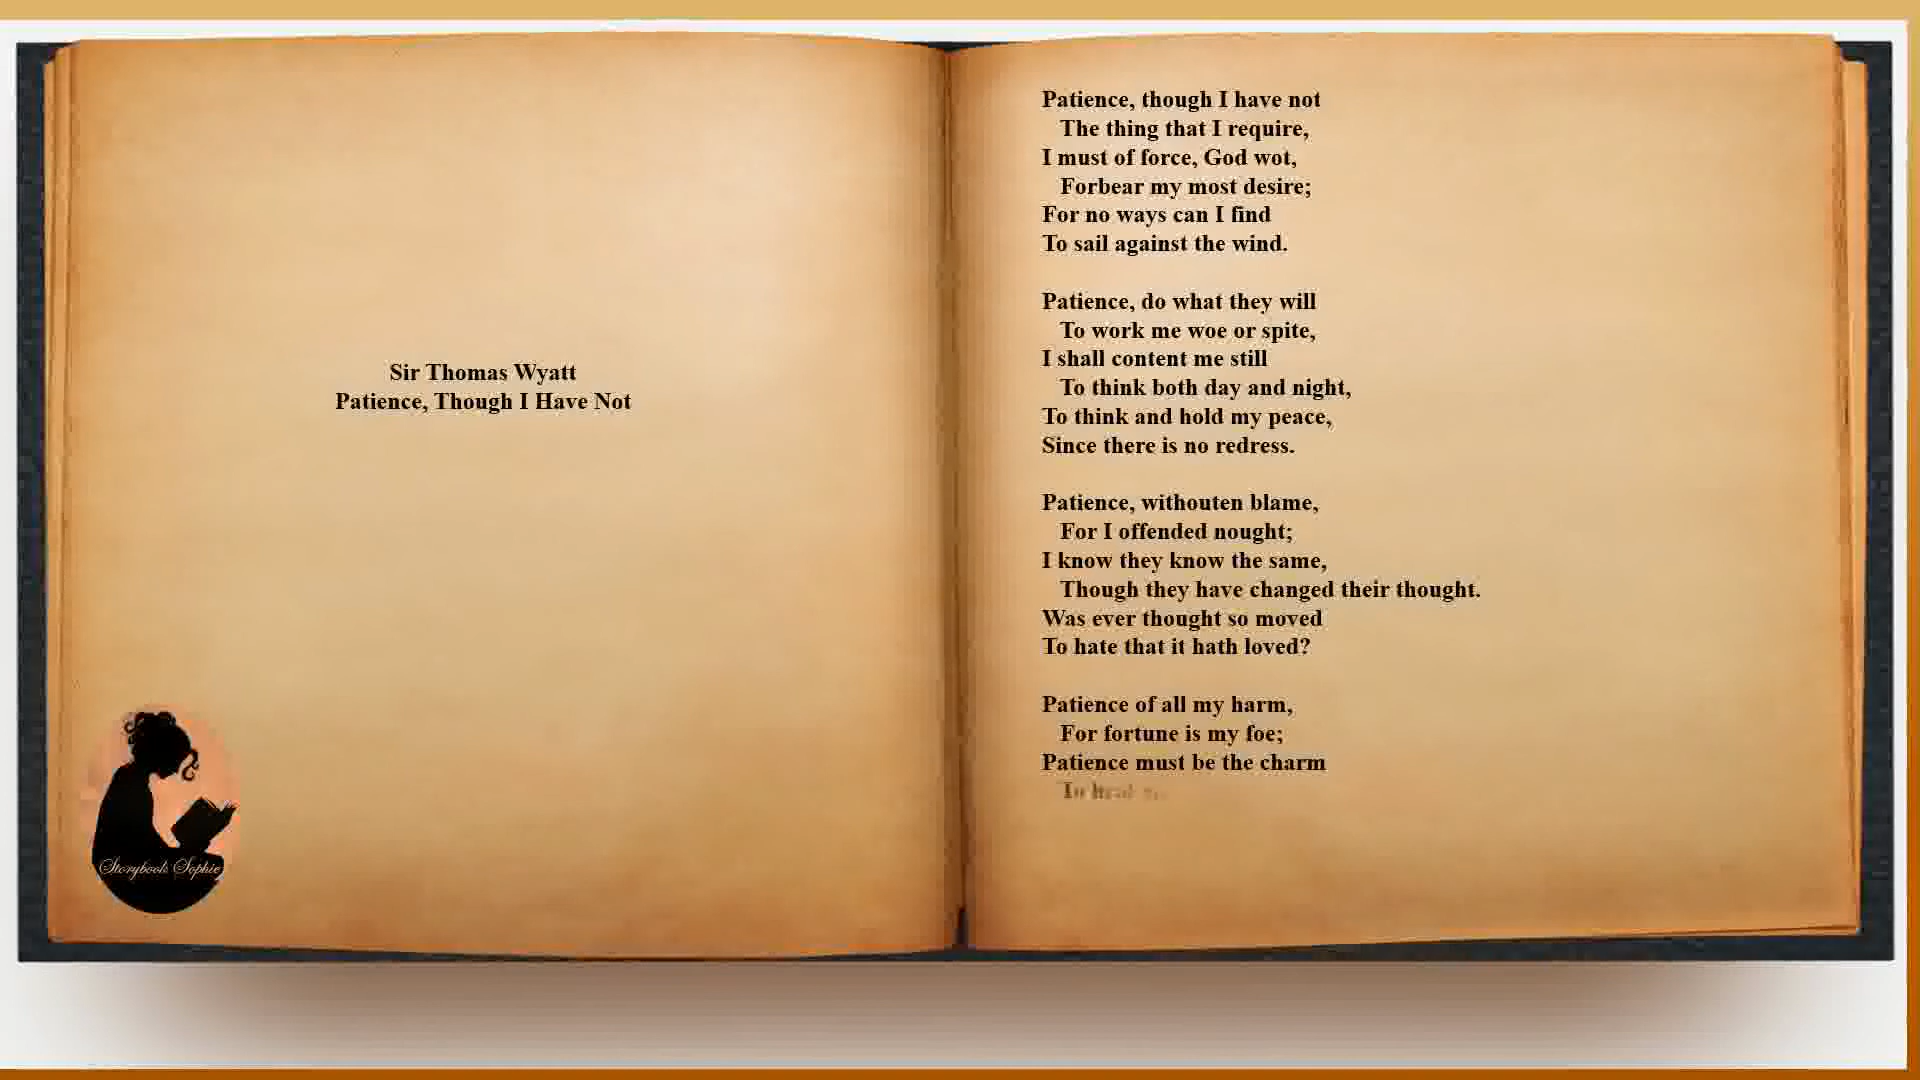 Sir Thomas Wyatt
Patience, Though I Have Not
Storybook Sophie
Patience, though I have not
The thing that I require,
I must of force, God wot,
Forbear my most desire;
For no ways can I find
To sail against the wind.
Patience, do what they will
To work me woe or spite,
I shall content me still
To think both day and night,
To think and hold my peace,
Since there is no redress.
Patience, withouten blame,
For I offended nought;
I know they know the same,
Though they have changed their thought.
Was ever thought so moved
To hate that it hath loved?
Patience of all my harm,
For fortune is my foe;
Patience must be the charm
To